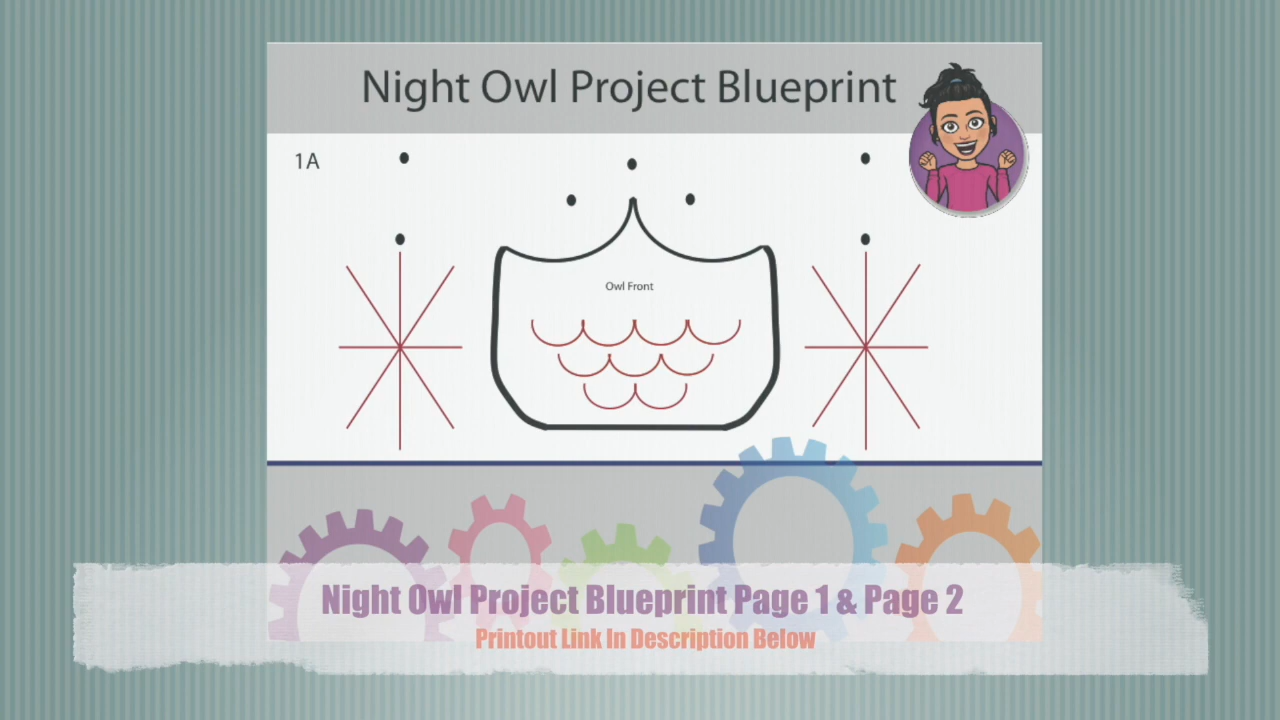 Night Owl Project Blueprint
1A
Owl Front
Night Owl Project Blueprint Page 1 & Page 2
Printout Link In Description Below